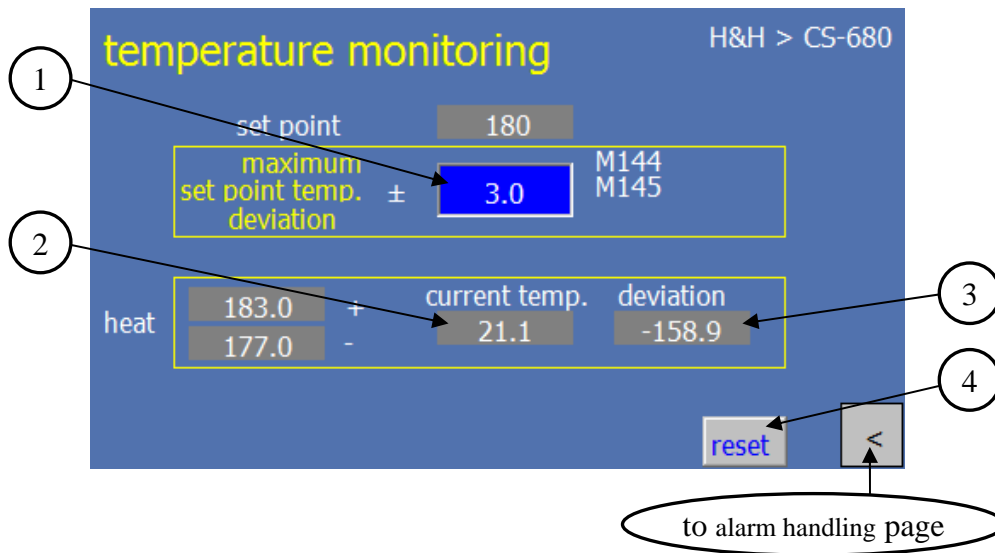 temperature monitoring
H&H > CS-680
1
set point
180
maximum
set point temp.
deviation
±
3.0
M144
M145
2
3
heat
183.0
+
177.0
-
current temp.
21.1
deviation
-158.9
4
reset
<
to alarm handling page